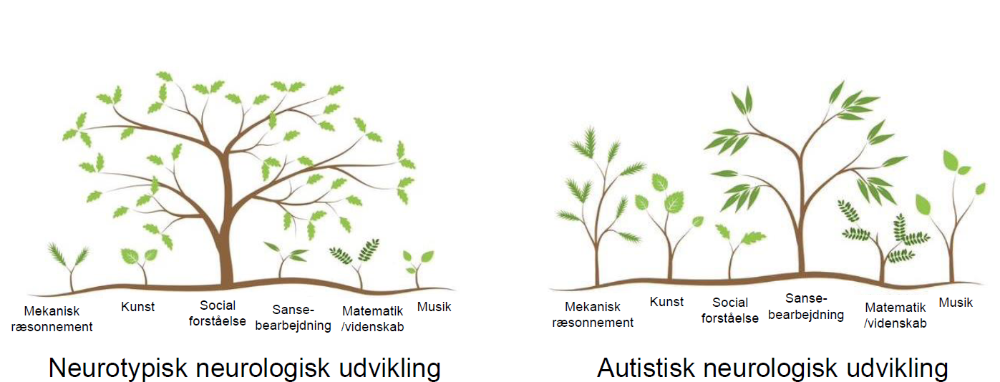 Mekanisk
ræsonnement
Kunst
Social
forståelse
Sanse-
bearbejdning
Matematik
/videnskab
Musik
Neurotypisk neurologisk udvikling
Mekanisk
ræsonnement
Kunst
Social
forståelse
Sanse-
bearbejdning
Matematik
/videnskab
Musik
Autistisk neurologisk udvikling